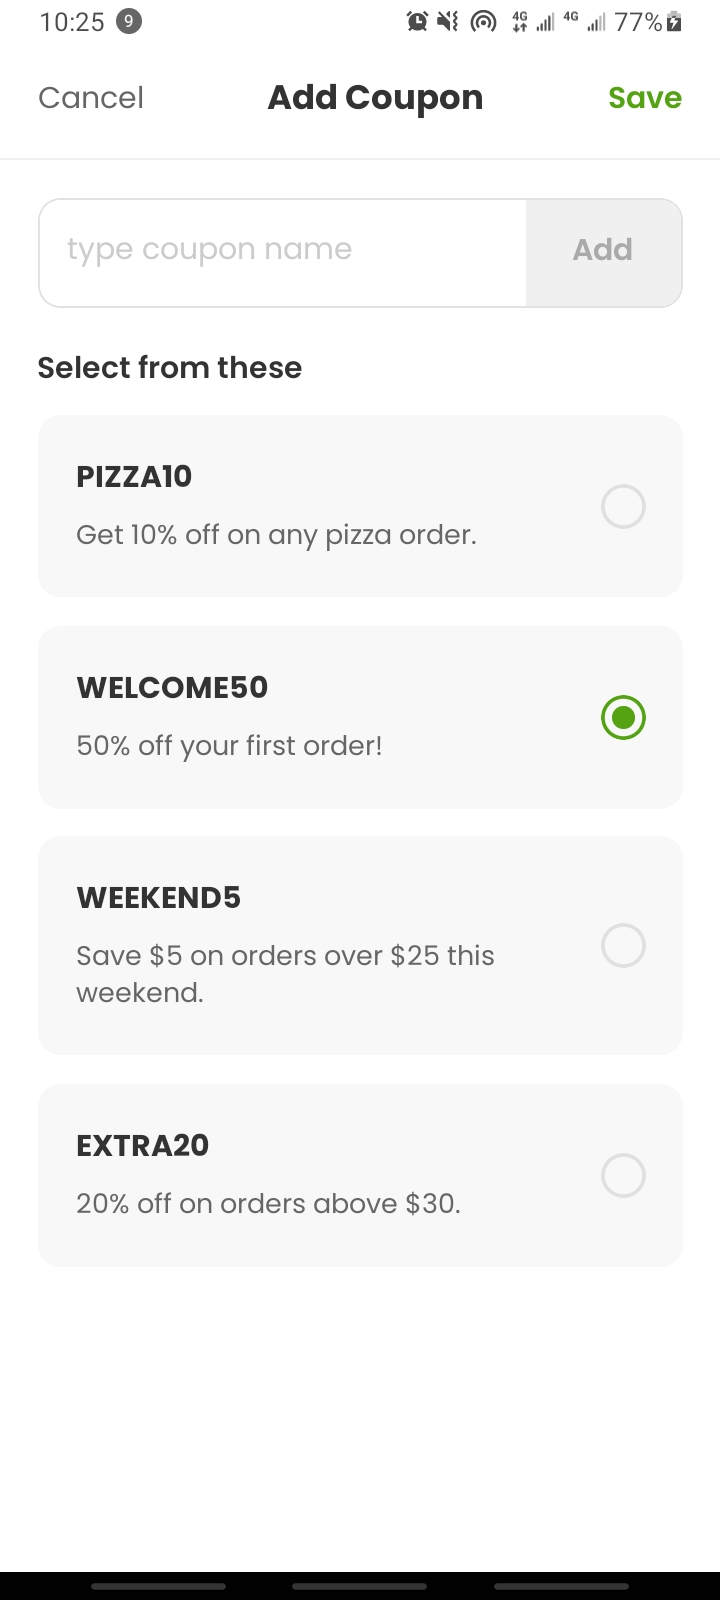 10:25 9 4G 4G 77%
Cancel Add Coupon Save
type coupon name Add
Select from these
PIZZA10
Get 10% off on any pizza order.
WELCOME50
50% off your first order!
WEEKEND5
Save $5 on orders over $25 this
weekend.
EXTRA20
20% off on orders above $30.